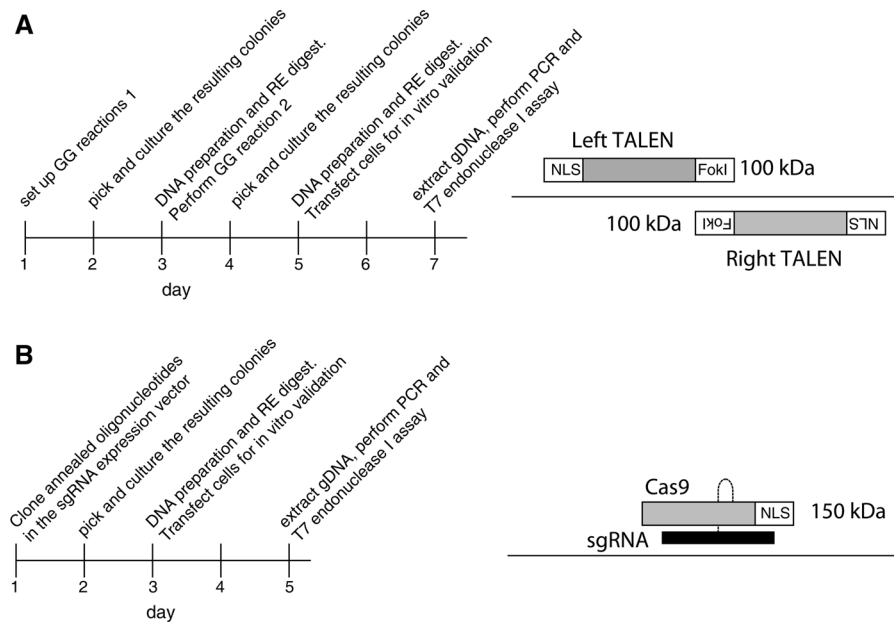 A
set up GG reactions 1
pick and culture the resulting colonies
DNA preparation and RE digest.
Perform GG reaction 2
pick and culture the resulting colonies
DNA preparation and RE digest.
Transfect cells for in vitro validation
extract gDNA, perform PCR and
T7 endonuclease I assay
1 2 3 4 5 6 7
day
Left TALEN
NLS FokI 100 kDa
100 kDa FokI NLS
Right TALEN
B
Clone annealed oligonucleotides
in the sgRNA expression vector
pick and culture the resulting colonies
DNA preparation and RE digest.
Transfect cells for in vitro validation
extract gDNA, perform PCR and
T7 endonuclease I assay
1 2 3 4 5
day
Cas9
NLS 150 kDa
sgRNA